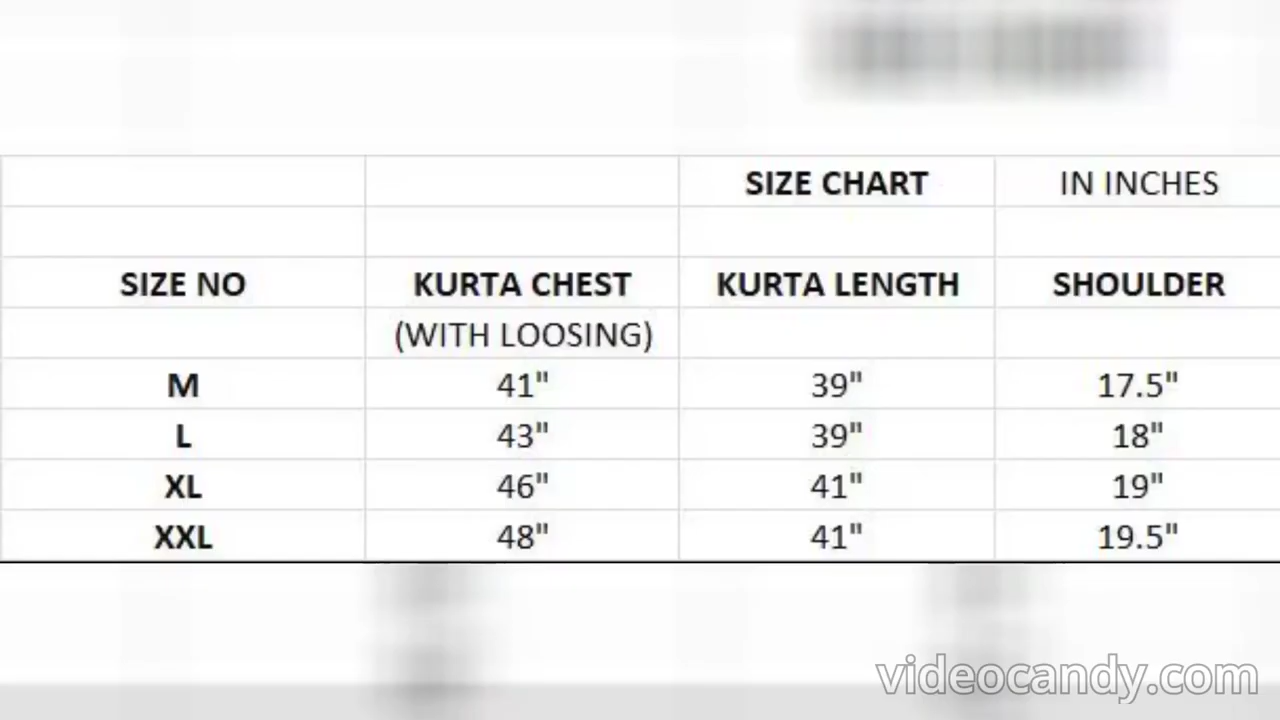 SIZE CHART IN INCHES
SIZE NO KURTA CHEST KURTA LENGTH SHOULDER
(WITH LOOSING)
M 41" 39" 17.5"
L 43" 39" 18"
XL 46" 41" 19"
XXL 48" 41" 19.5"
videocandy.com